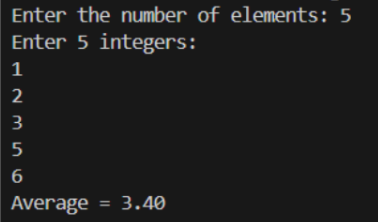 Enter the number of elements: 5
Enter 5 integers:
1
2
3
5
6
Average = 3.40